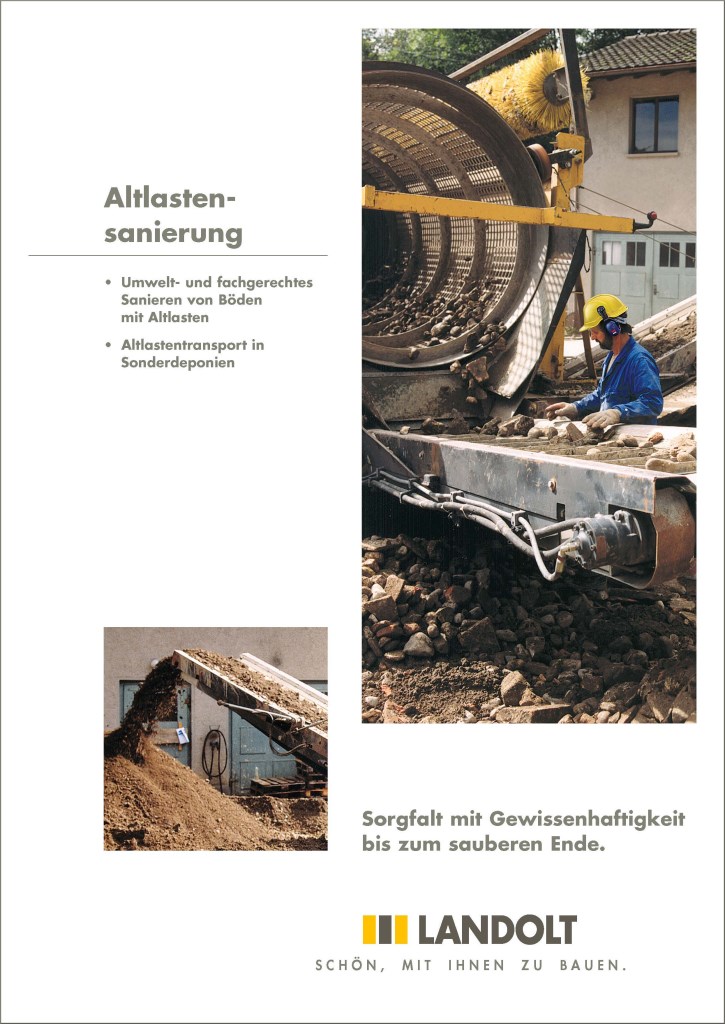 Altlasten-
sanierung
• Umwelt- und fachgerechtes
Sanieren von Böden
mit Altlasten
• Altlastentransport in
Sonderdeponien
Sorgfalt mit Gewissenhaftigkeit
bis zum sauberen Ende.
LANDOLT
SCHÖN, MIT IHNEN ZU BAUEN.